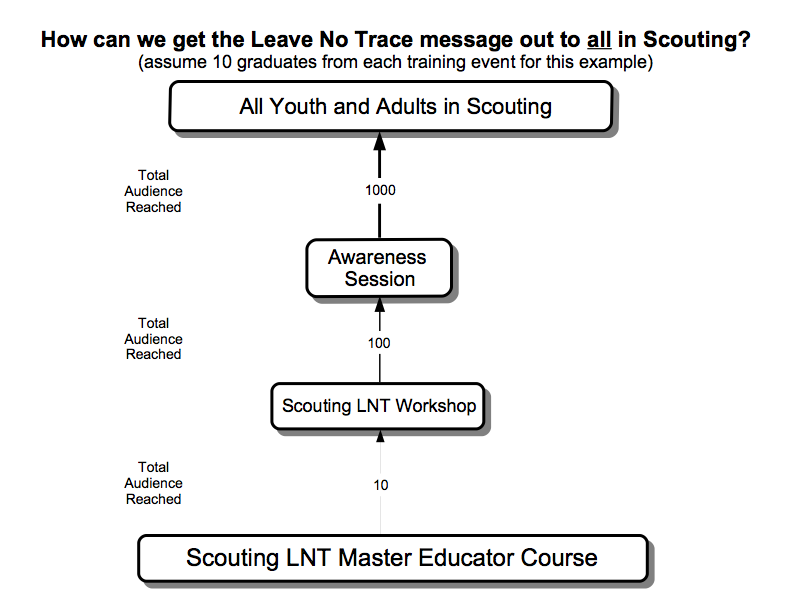 How can we get the Leave No Trace message out to all in Scouting?
(assume 10 graduates from each training event for this example)
All Youth and Adults in Scouting
Total
Audience
Reached
1000
Awareness
Session
Total
Audience
Reached
100
Scouting LNT Workshop
Total
Audience
Reached
10
Scouting LNT Master Educator Course